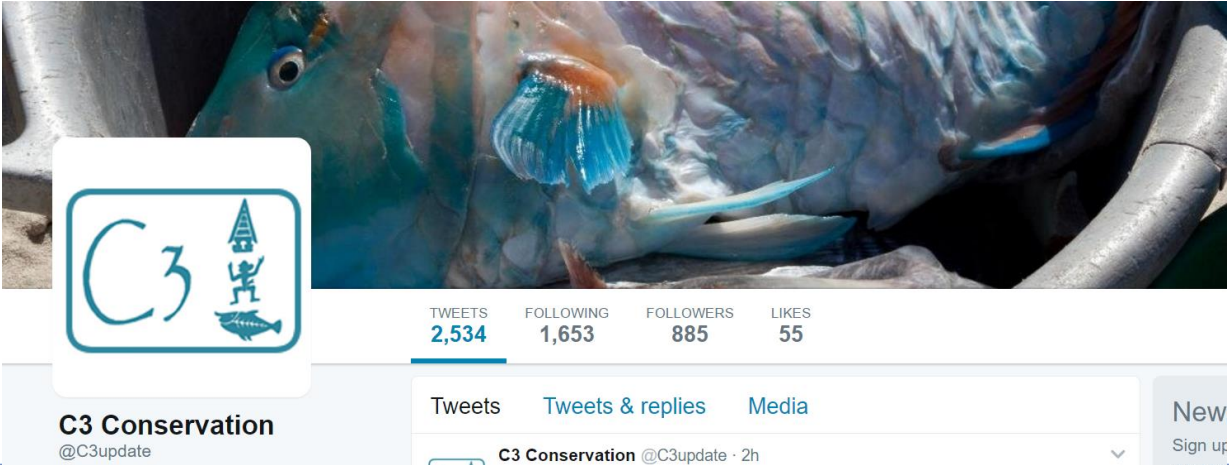 C3
TWEETS FOLLOWING FOLLOWERS LIKES
2,534 1,653 885 55
Tweets Tweets & replies Media
New
Sign up
C3 Conservation
@C3update
C3 Conservation @C3update · 2h